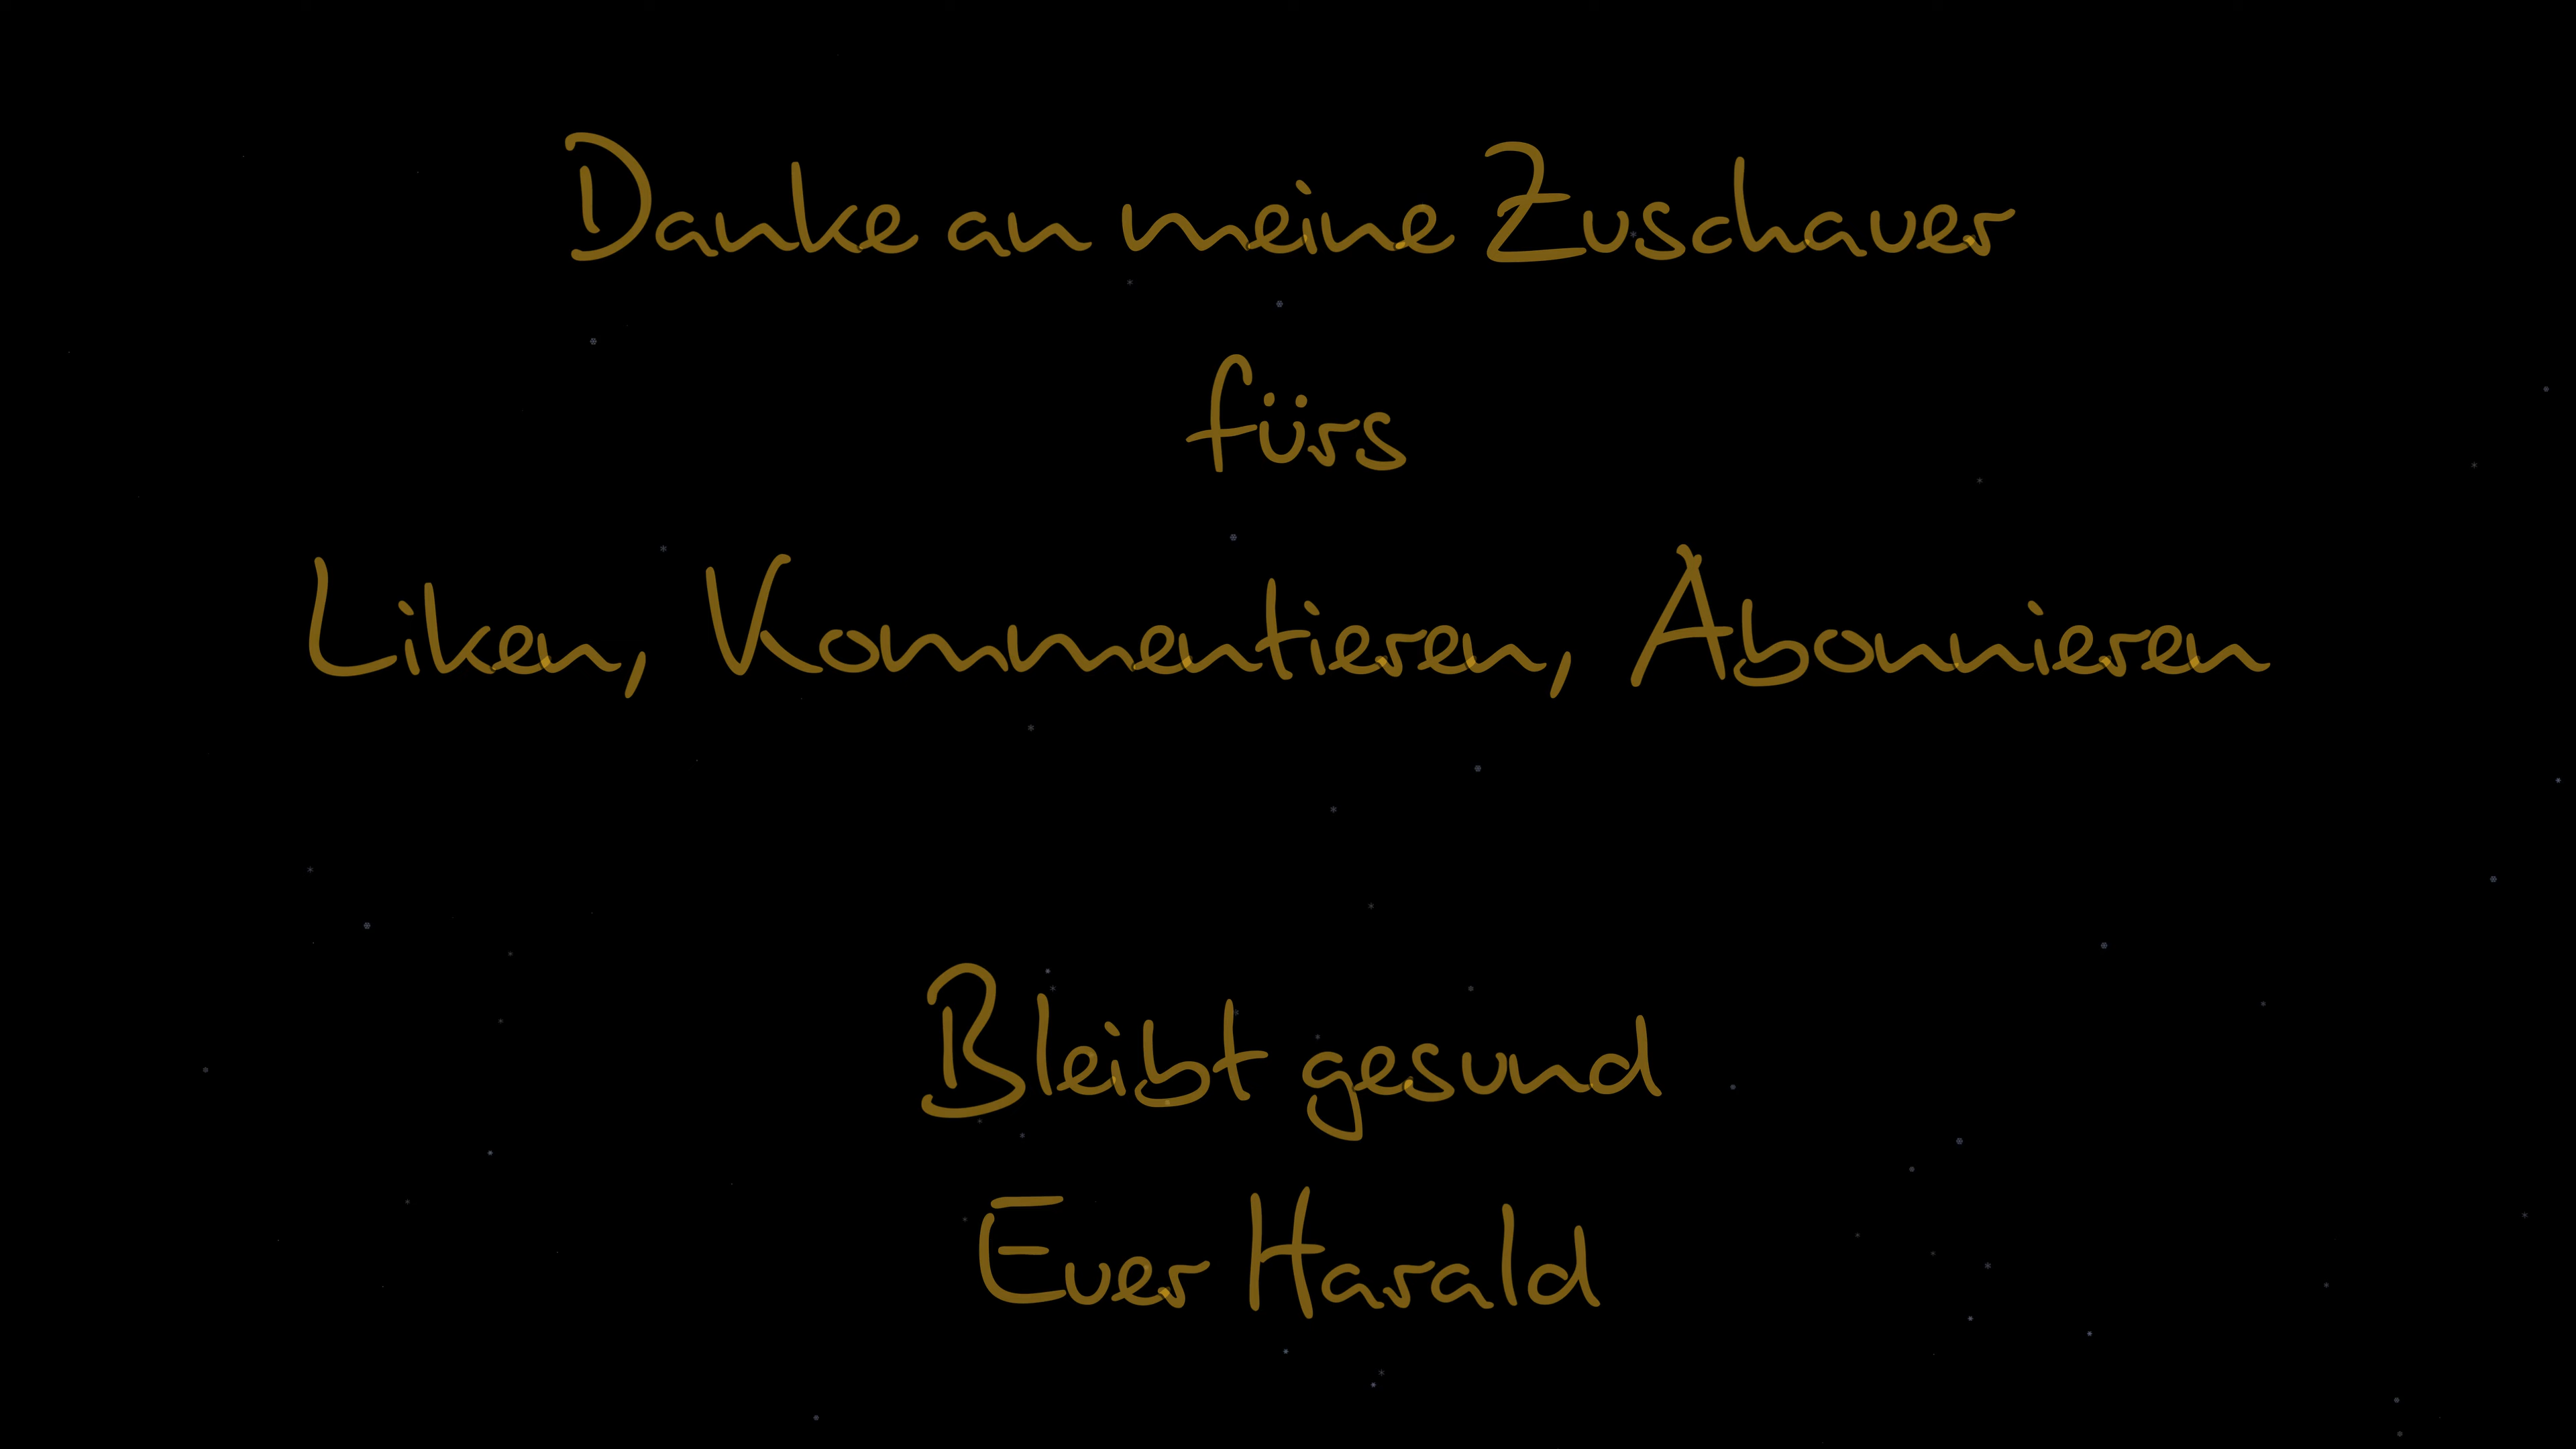 Danke an meine Zuschauer
fürs
Liken, Kommentieren, Abonnieren
Bleibt gesund
Euer Harald